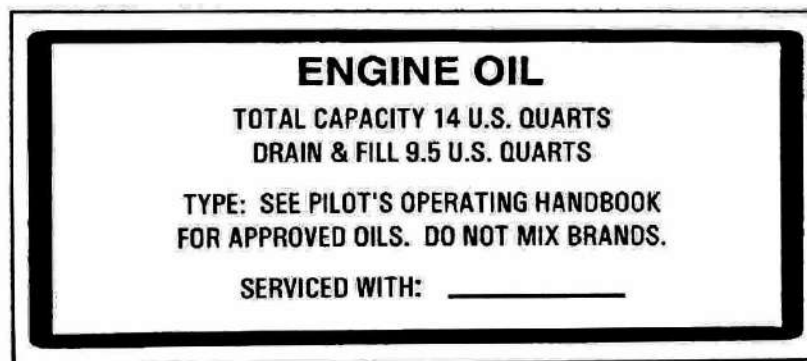 ENGINE OIL
TOTAL CAPACITY 14 U.S. QUARTS
DRAIN & FILL 9.5 U.S. QUARTS
TYPE: SEE PILOT'S OPERATING HANDBOOK
FOR APPROVED OILS. DO NOT MIX BRANDS.
SERVICED WITH: __________